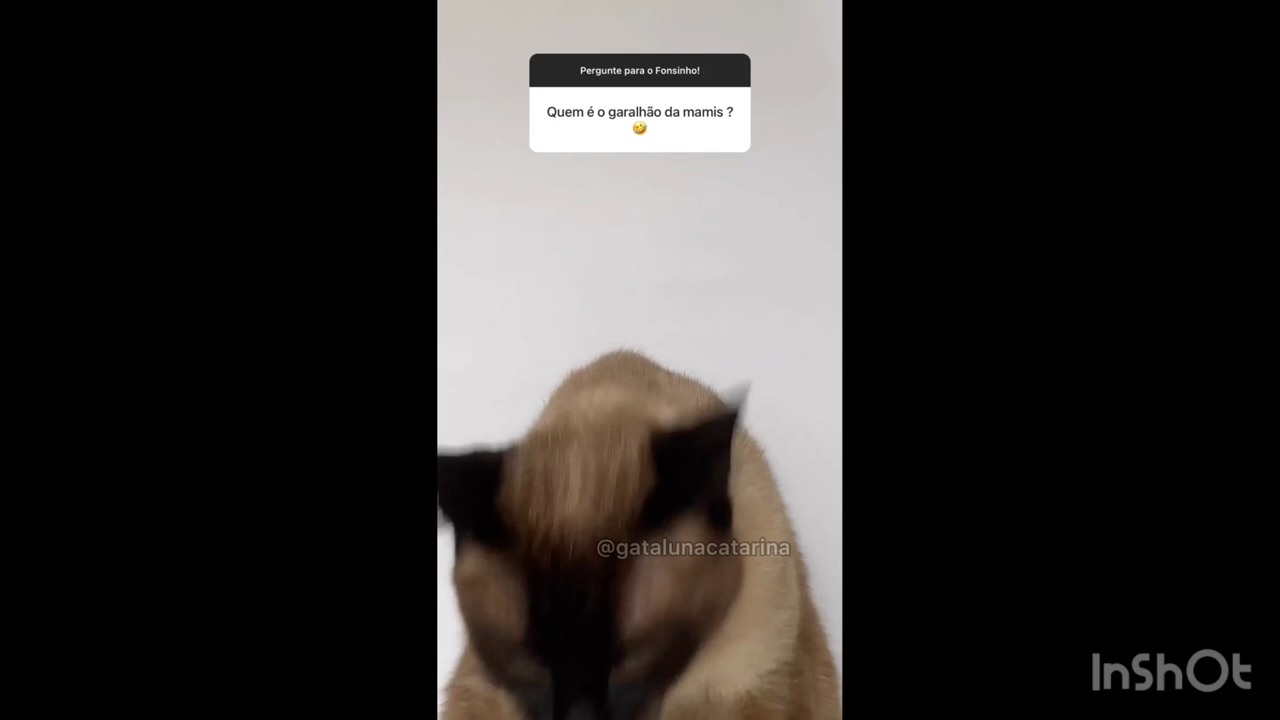 Pergunte para o Fonsinho!
Quem é o garalhão da mamis ?
🤣
@gatalunacatarina
InShOt